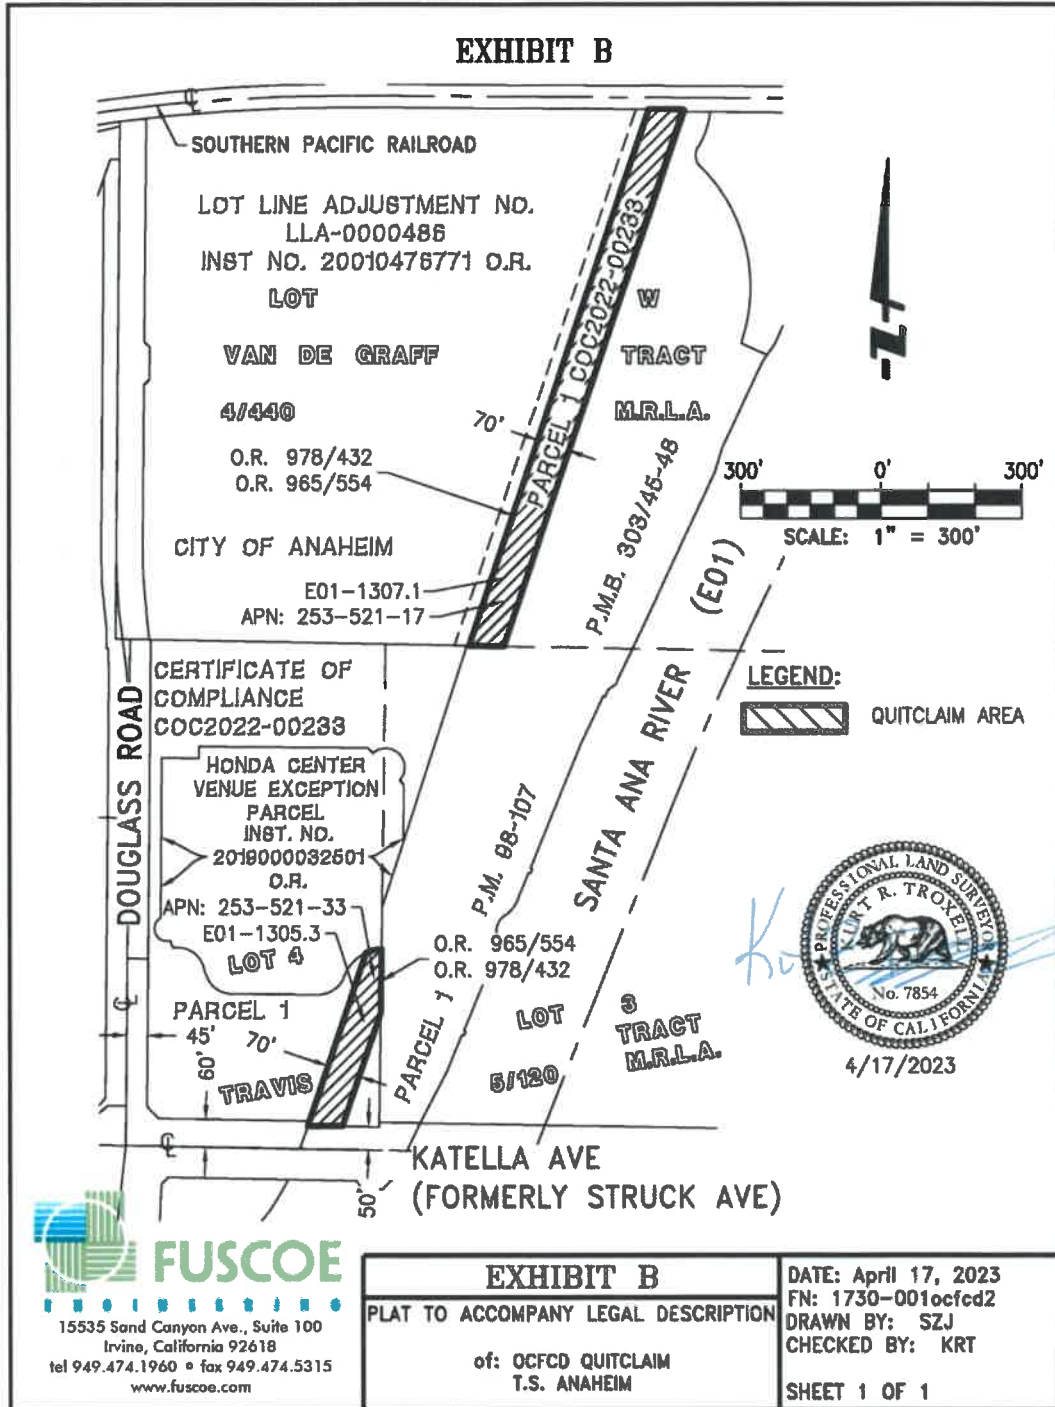 EXHIBIT B
℄
SOUTHERN PACIFIC RAILROAD
LOT LINE ADJUSTMENT NO.
LLA-0000486
INST NO. 20010476771 O.R.
LOT
W
VAN DE GRAFF
TRACT
4/440
M.R.L.A.
70'
PARCEL 1 COC2022-00233
O.R. 978/432
O.R. 965/554
P.M.B. 303/45-48
300' 0' 300'
SCALE: 1" = 300'
CITY OF ANAHEIM
E01-1307.1
APN: 253-521-17
(E01)
SANTA ANA RIVER
LEGEND:
QUITCLAIM AREA
CERTIFICATE OF
COMPLIANCE
COC2022-00233
DOUGLASS ROAD
HONDA CENTER
VENUE EXCEPTION
PARCEL
INST. NO.
2019000032501
O.R.
P.M. 98-107
APN: 253-521-33
E01-1305.3
LOT 4
O.R. 965/554
O.R. 978/432
PARCEL 1
PARCEL 1
45'
70'
60'
TRAVIS
LOT 3
TRACT
M.R.L.A.
5/120
℄
℄
PROFESSIONAL LAND SURVEYOR
KURT R. TROXELL
No. 7854
STATE OF CALIFORNIA
4/17/2023
KATELLA AVE
(FORMERLY STRUCK AVE)
50'
FUSCOE
ENGINEERING
15535 Sand Canyon Ave., Suite 100
Irvine, California 92618
tel 949.474.1960 • fax 949.474.5315
www.fuscoe.com
EXHIBIT B
PLAT TO ACCOMPANY LEGAL DESCRIPTION
of: OCFCD QUITCLAIM
T.S. ANAHEIM
DATE: April 17, 2023
FN: 1730-001ocfcd2
DRAWN BY: SZJ
CHECKED BY: KRT
SHEET 1 OF 1